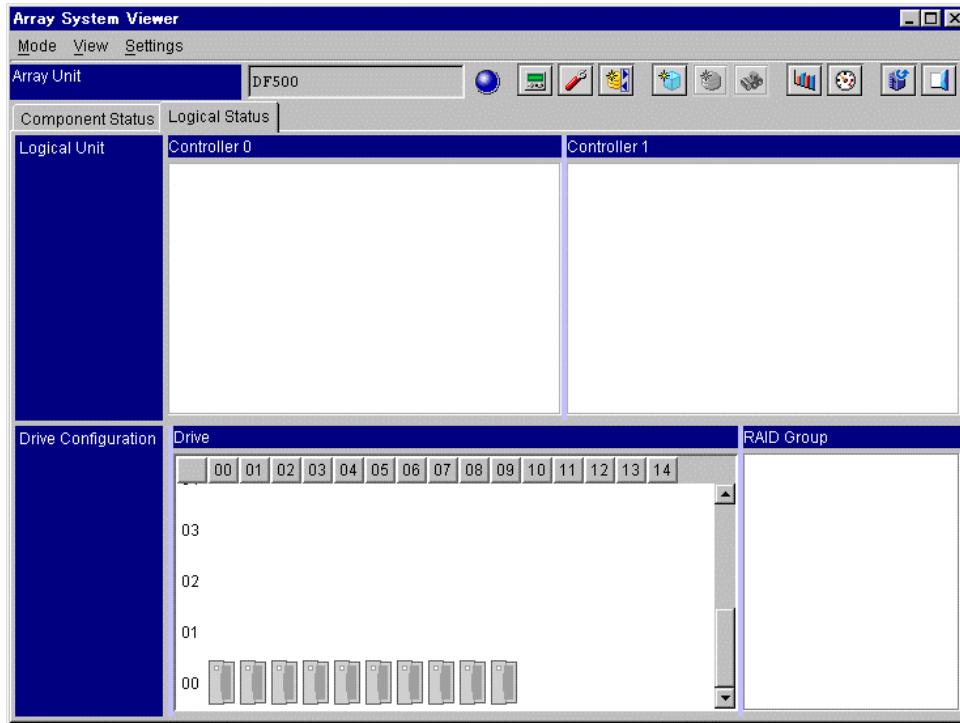 Array System Viewer
Mode View Settings
Array Unit DF500
Component Status Logical Status
Logical Unit Controller 0 Controller 1
Drive Configuration Drive RAID Group
00 01 02 03 04 05 06 07 08 09 10 11 12 13 14
03
02
01
00